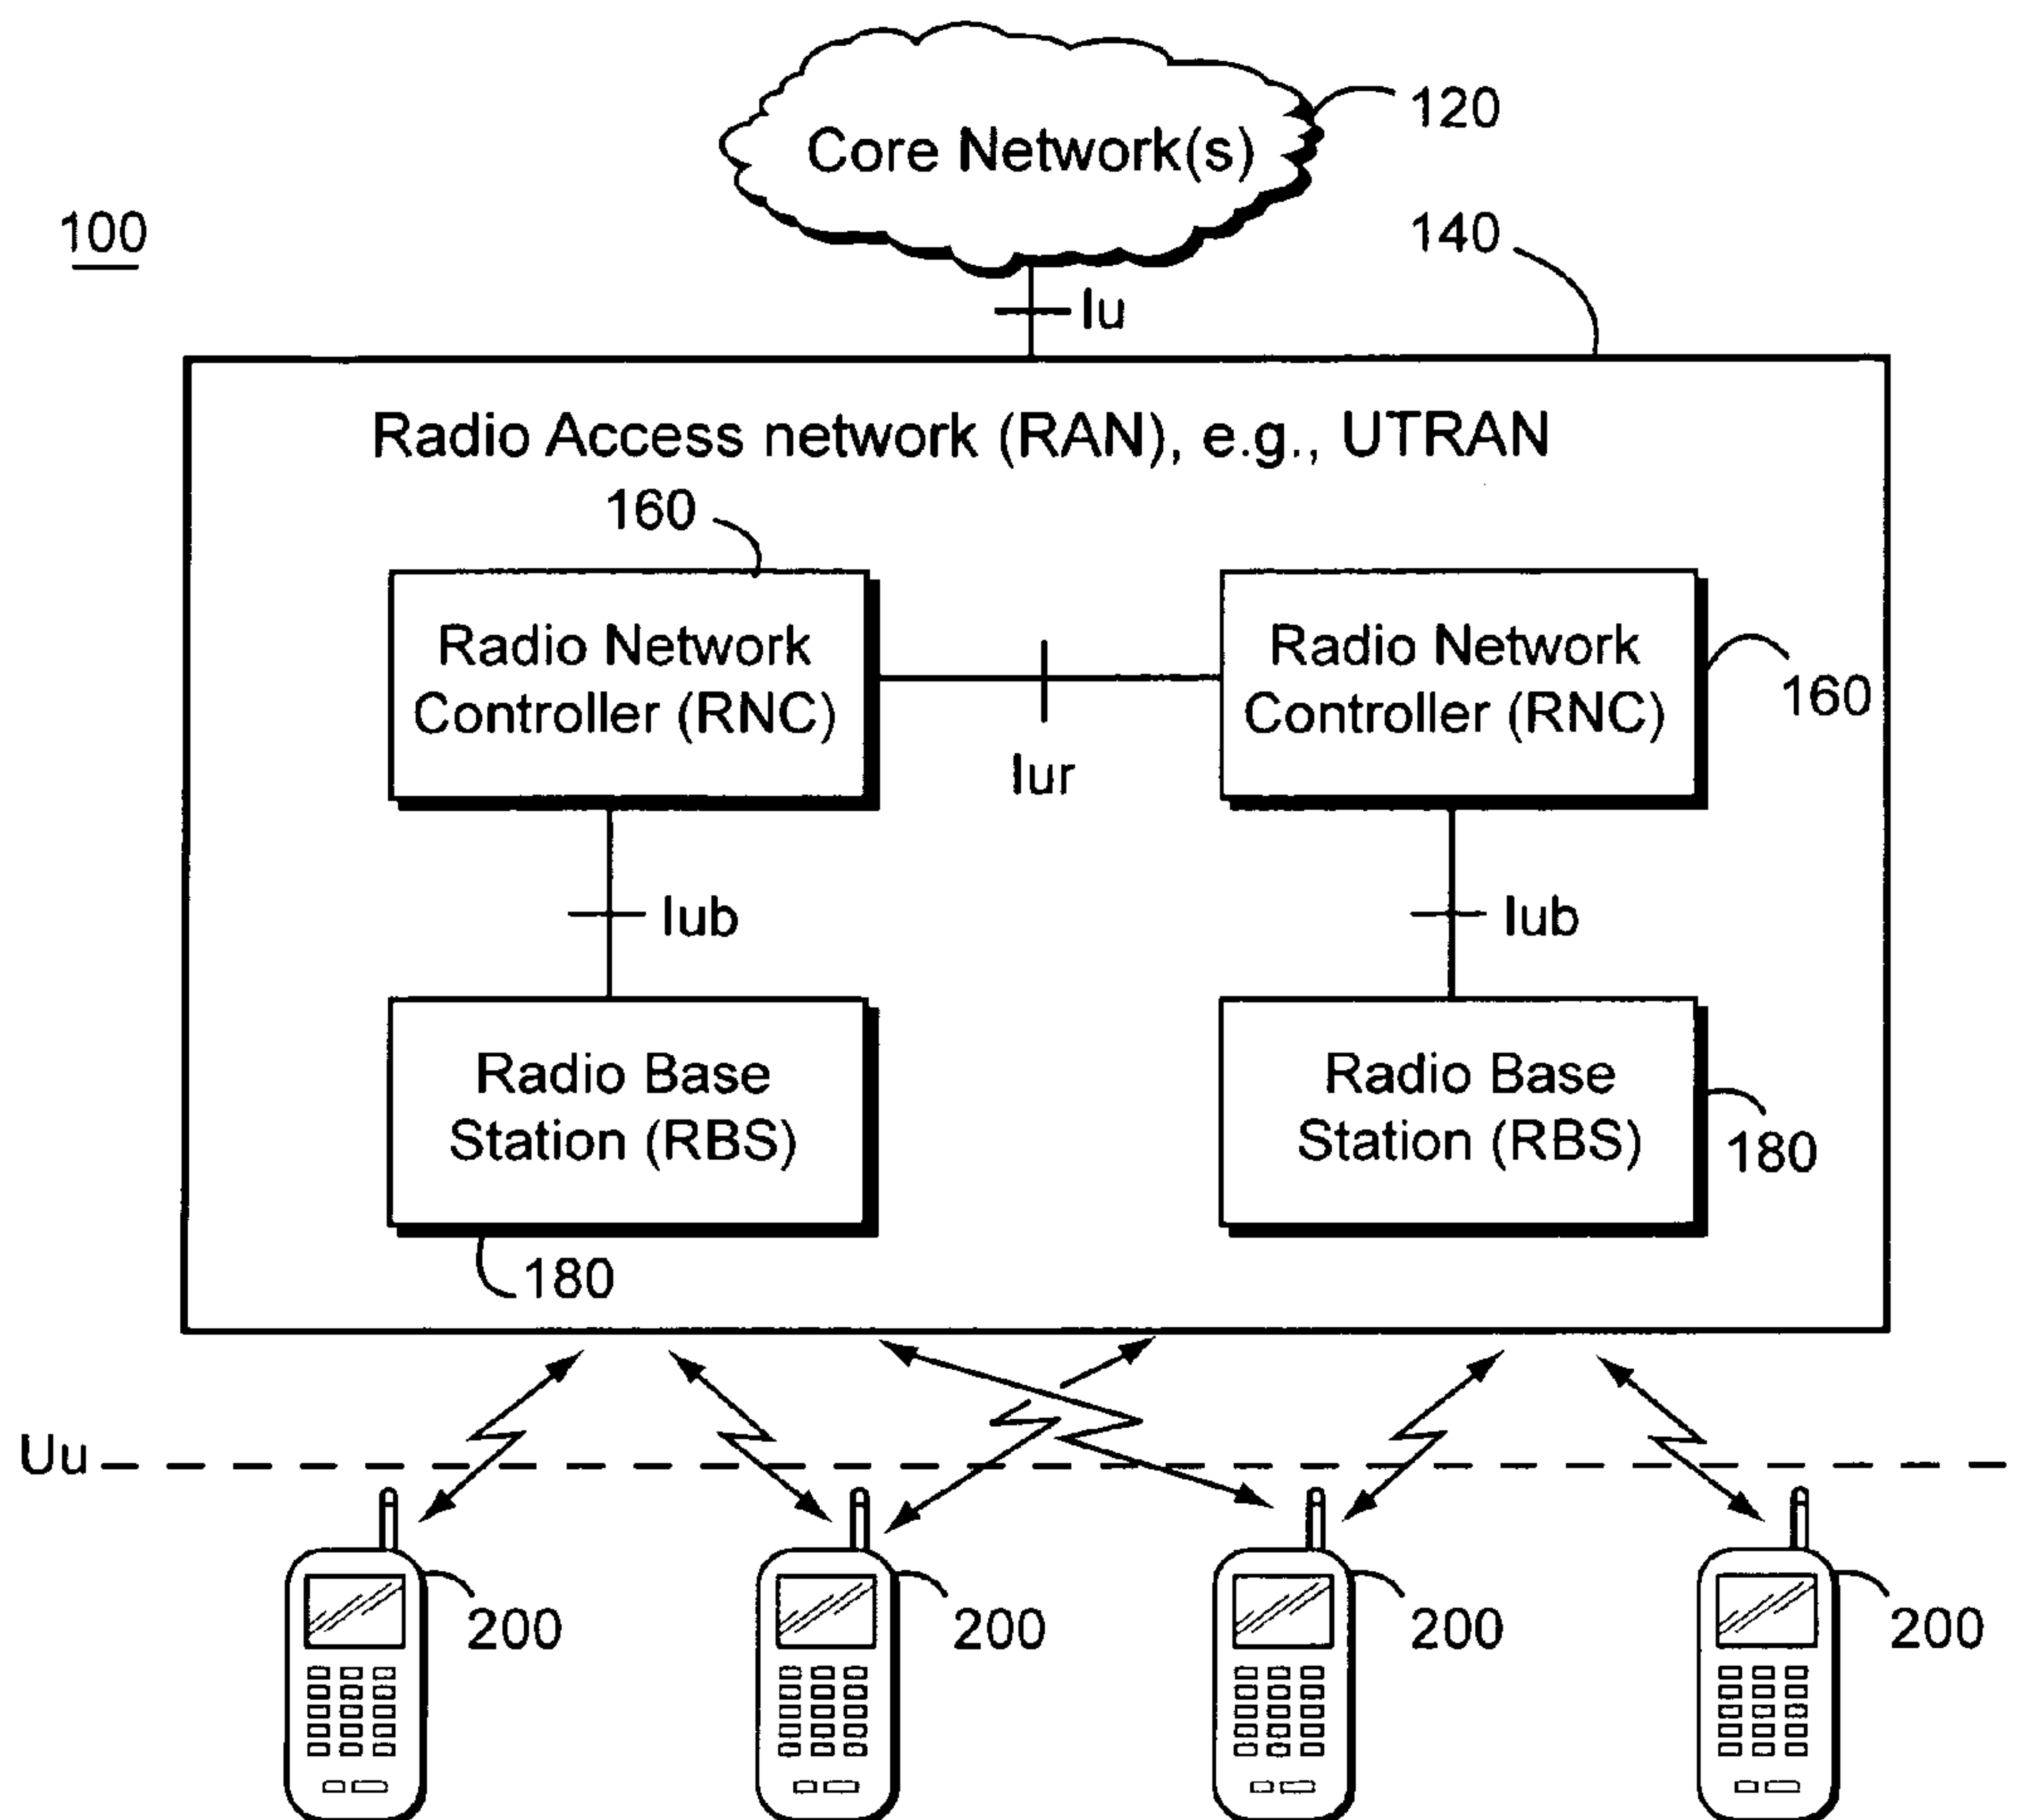 Core Network(s)
120
100
140
Iu
Radio Access network (RAN), e.g., UTRAN
160
Radio Network
Controller (RNC)
Radio Network
Controller (RNC)
160
Iur
Iub
Iub
Radio Base
Station (RBS)
Radio Base
Station (RBS)
180
180
Uu
200
200
200
200